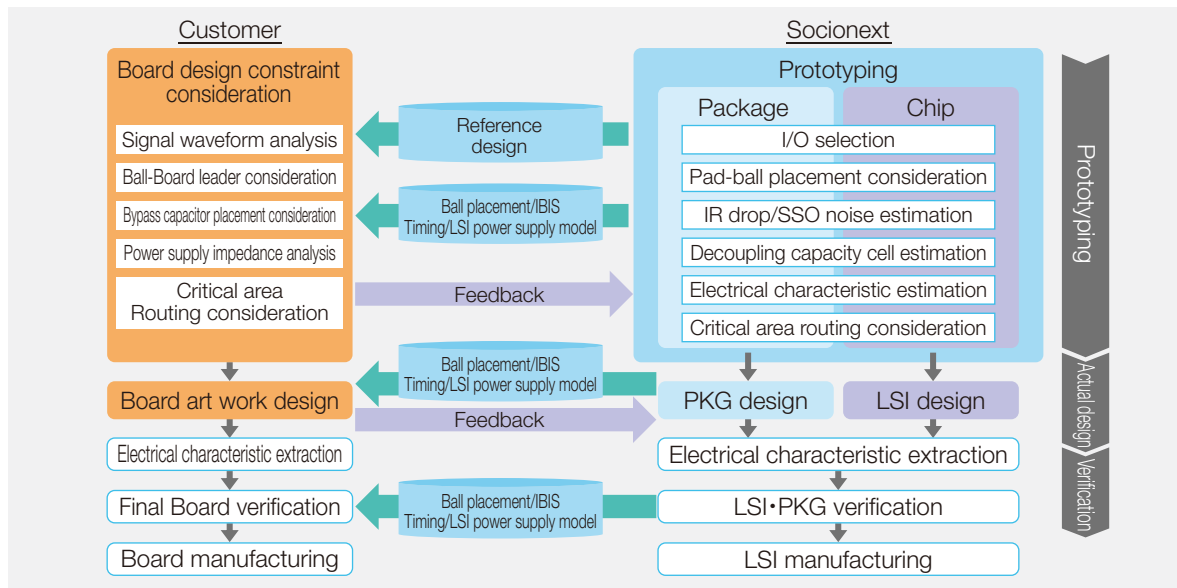 Customer
Socionext
Board design constraint
consideration
Signal waveform analysis
Ball-Board leader consideration
Bypass capacitor placement consideration
Power supply impedance analysis
Critical area
Routing consideration
Reference
design
Ball placement/IBIS
Timing/LSI power supply model
Feedback
Prototyping
Package
Chip
I/O selection
Pad-ball placement consideration
IR drop/SSO noise estimation
Decoupling capacity cell estimation
Electrical characteristic estimation
Critical area routing consideration
Prototyping
Board art work design
Ball placement/IBIS
Timing/LSI power supply model
Feedback
PKG design
LSI design
Actual design
Electrical characteristic extraction
Electrical characteristic extraction
Final Board verification
Ball placement/IBIS
Timing/LSI power supply model
LSI•PKG verification
Verification
Board manufacturing
LSI manufacturing